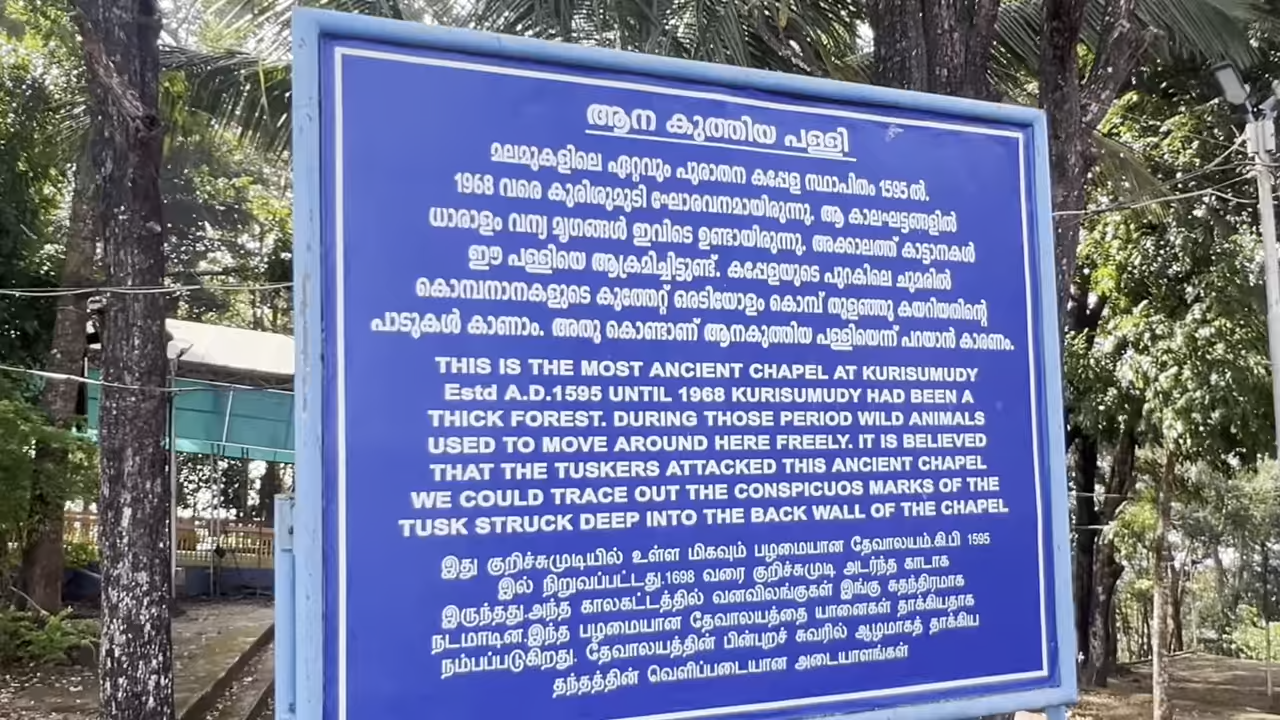 ആന കുത്തിയ പള്ളി
മലമുകളിലെ ഏറ്റവും പുരാതന കപ്പേള സ്ഥാപിതം 1595 ൽ.
1968 വരെ കുരിശുമുടി ഘോരവനമായിരുന്നു. ആ കാലഘട്ടങ്ങളിൽ
ധാരാളം വന്യ മൃഗങ്ങൾ ഇവിടെ ഉണ്ടായിരുന്നു. അക്കാലത്ത് കാട്ടാനകൾ
ഈ പള്ളിയെ ആക്രമിച്ചിട്ടുണ്ട്. കപ്പേളയുടെ പുറകിലെ ചുമരിൽ
കൊമ്പനാനകളുടെ കുത്തേറ്റ് ഒരടിയോളം കൊമ്പ് തുളഞ്ഞു കയറിയതിന്റെ
പാടുകൾ കാണാം. അതു കൊണ്ടാണ് ആനകുത്തിയ പള്ളിയെന്ന് പറയാൻ കാരണം.
THIS IS THE MOST ANCIENT CHAPEL AT KURISUMUDY
Estd A.D.1595 UNTIL 1968 KURISUMUDY HAD BEEN A
THICK FOREST. DURING THOSE PERIOD WILD ANIMALS
USED TO MOVE AROUND HERE FREELY. IT IS BELIEVED
THAT THE TUSKERS ATTACKED THIS ANCIENT CHAPEL
WE COULD TRACE OUT THE CONSPICUOS MARKS OF THE
TUSK STRUCK DEEP INTO THE BACK WALL OF THE CHAPEL
இது குறிச்சுமுடியில் உள்ள மிகவும் பழமையான தேவாலயம்.கி.பி 1595
இல் நிறுவப்பட்டது.1698 வரை குறிச்சுமுடி அடர்ந்த காடாக
இருந்தது.அந்த காலகட்டத்தில் வனவிலங்குகள் இங்கு சுதந்திரமாக
நடமாடின.இந்த பழமையான தேவாலயத்தை யானைகள் தாக்கியதாக
நம்பப்படுகிறது. தேவாலயத்தின் பின்புறச் சுவரில் ஆழமாகத் தாக்கிய
தந்தத்தின் வெளிப்படையான அடையாளங்கள்